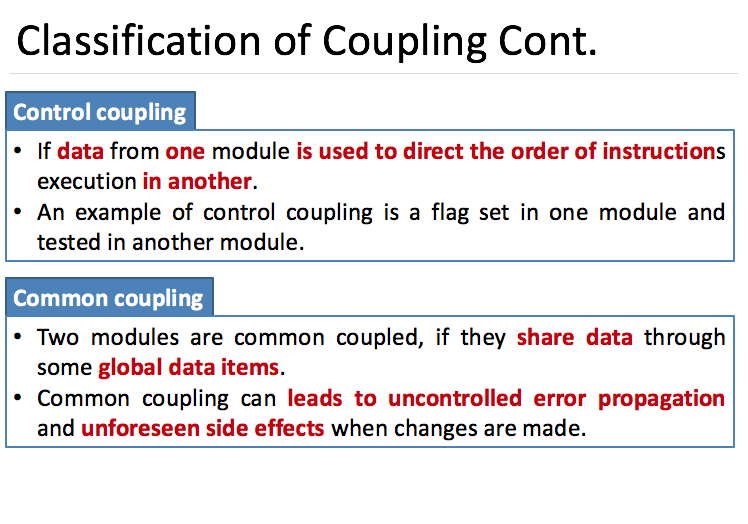 Classification of Coupling Cont.
Control coupling
• If data from one module is used to direct the order of instructions
execution in another.
• An example of control coupling is a flag set in one module and
tested in another module.
Common coupling
• Two modules are common coupled, if they share data through
some global data items.
• Common coupling can leads to uncontrolled error propagation
and unforeseen side effects when changes are made.